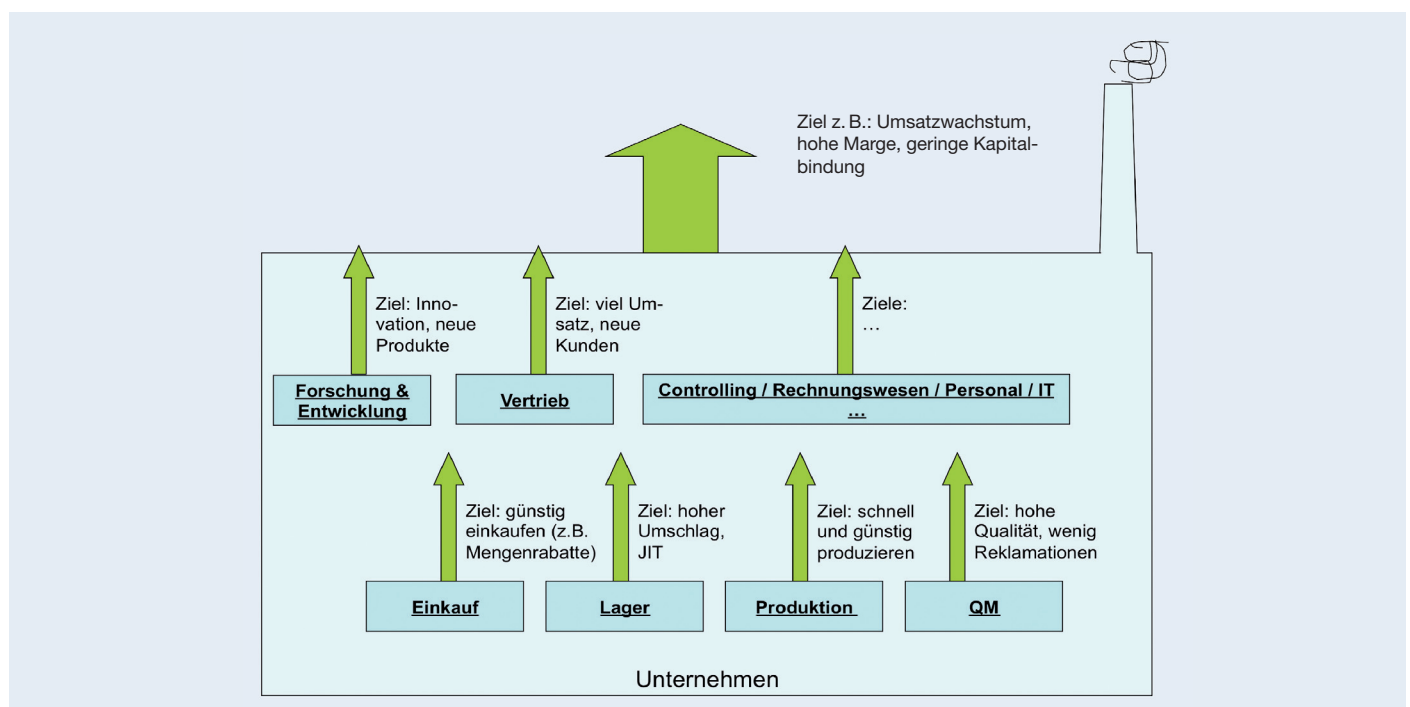 Ziel z. B.: Umsatzwachstum,
hohe Marge, geringe Kapital-
bindung
Ziel: Inno-
vation, neue
Produkte
Ziel: viel Um-
satz, neue
Kunden
Ziele:
…
Forschung &
Entwicklung
Vertrieb
Controlling / Rechnungswesen / Personal / IT
…
Ziel: günstig
einkaufen (z.B.
Mengenrabatte)
Ziel: hoher
Umschlag,
JIT
Ziel: schnell
und günstig
produzieren
Ziel: hohe
Qualität, wenig
Reklamationen
Einkauf
Lager
Produktion
QM
Unternehmen